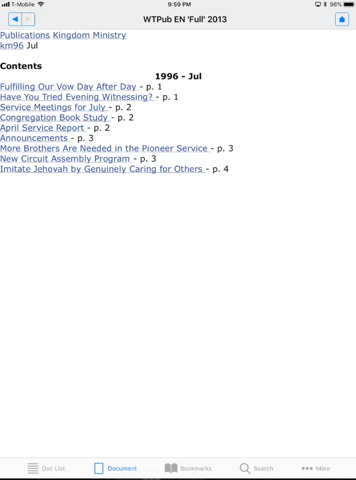 T-Mobile 9:59 PM 96%
WTPub EN 'Full' 2013
Publications Kingdom Ministry
km96 Jul
Contents
1996 - Jul
Fulfilling Our Vow Day After Day - p. 1
Have You Tried Evening Witnessing? - p. 1
Service Meetings for July - p. 2
Congregation Book Study - p. 2
April Service Report - p. 2
Announcements - p. 3
More Brothers Are Needed in the Pioneer Service - p. 3
New Circuit Assembly Program - p. 3
Imitate Jehovah by Genuinely Caring for Others - p. 4
Doc List Document Bookmarks Search More